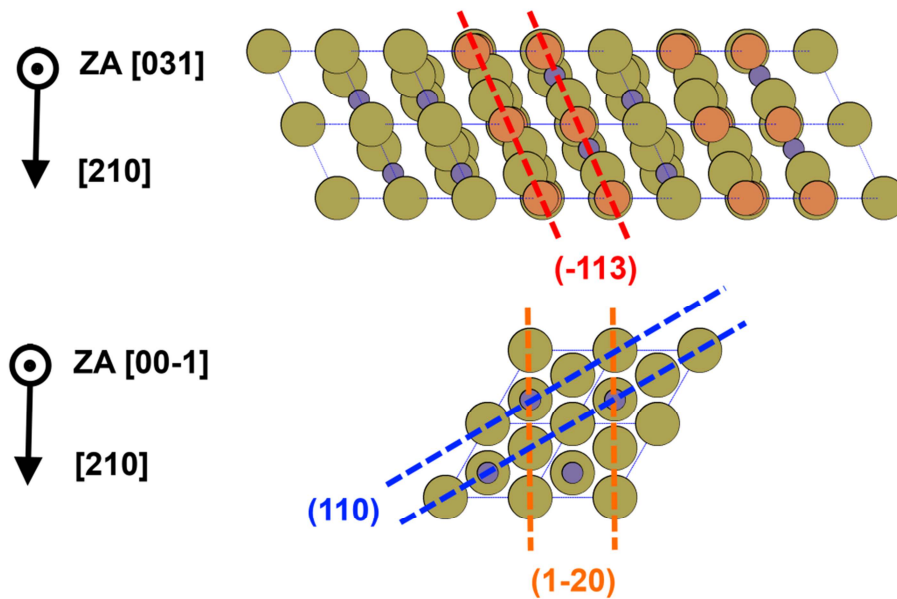 ZA [031]
[210]
(-113)
ZA [00-1]
[210]
(110)
(1-20)